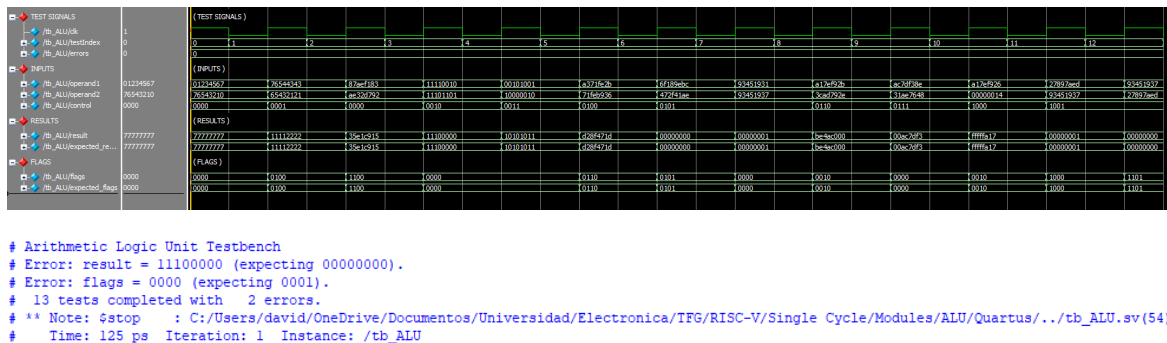 TEST SIGNALS ( TEST SIGNALS )
/tb_ALU/clk 1
/tb_ALU/testIndex 0 0 1 2 3 4 5 6 7 8 9 10 11 12
/tb_ALU/errors 0 0
INPUTS ( INPUTS )
/tb_ALU/operand1 01234567 01234567 76544343 87aef183 11110010 00101001 a371fe2b 6f189ebc 93451931 a17ef92b ac7df38e a17ef926 27897aed 93451937
/tb_ALU/operand2 76543210 76543210 65432121 ae32d792 11101101 10000010 71feb936 472f41ae 93451937 3cad792e 31ae7648 00000014 93451937 27897aed
/tb_ALU/control 0000 0000 0001 0000 0010 0011 0100 0101 0110 0111 1000 1001
RESULTS ( RESULTS )
/tb_ALU/result 77777777 77777777 11112222 35e1c915 11100000 10101011 d28f471d 00000000 00000001 be4ac000 00ac7df3 fffffa17 00000001 00000000
/tb_ALU/expected_re... 77777777 77777777 11112222 35e1c915 11100000 10101011 d28f471d 00000000 00000001 be4ac000 00ac7df3 fffffa17 00000001 00000000
FLAGS ( FLAGS )
/tb_ALU/flags 0000 0000 0100 1100 0000 0110 0101 0000 0010 0000 0010 1000 1101
/tb_ALU/expected_flags 0000 0000 0100 1100 0000 0110 0101 0000 0010 0000 0010 1000 1101
# Arithmetic Logic Unit Testbench
# Error: result = 11100000 (expecting 00000000).
# Error: flags = 0000 (expecting 0001).
# 13 tests completed with 2 errors.
# ** Note: $stop : C:/Users/david/OneDrive/Documentos/Universidad/Electronica/TFG/RISC-V/Single Cycle/Modules/ALU/Quartus/../tb_ALU.sv(54)
# Time: 125 ps Iteration: 1 Instance: /tb_ALU